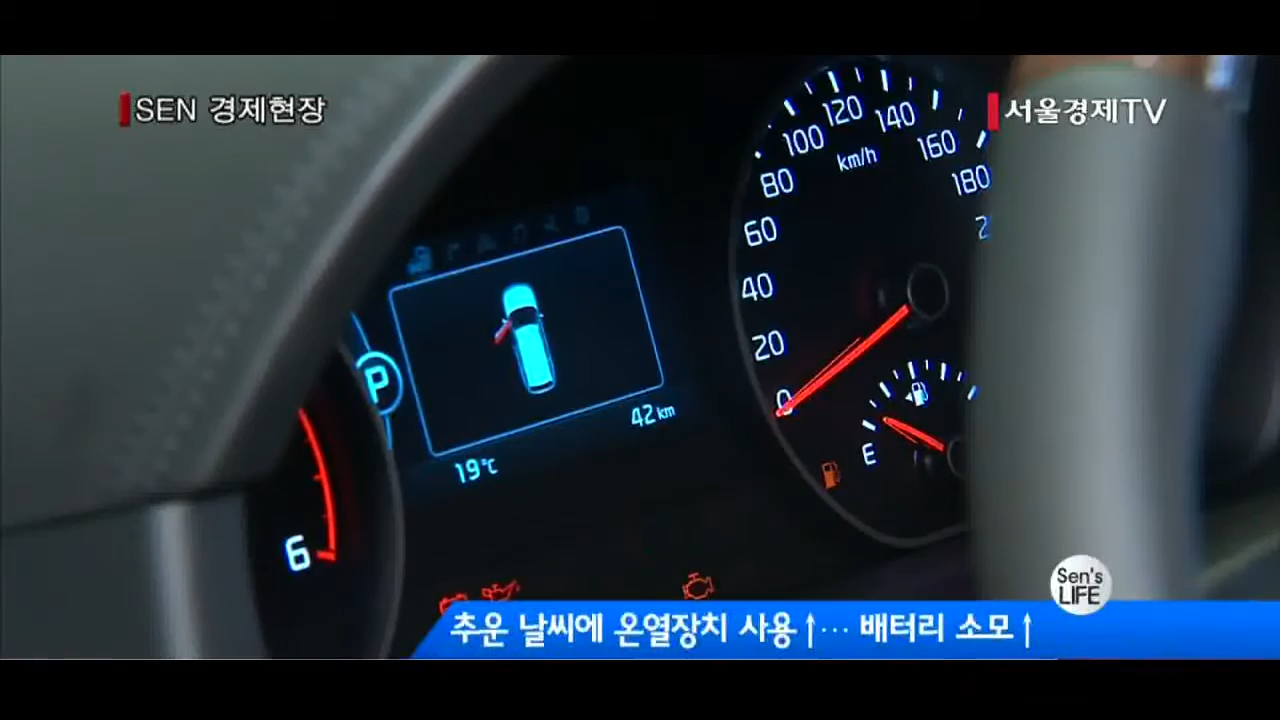 SEN 경제현장
서울경제TV
120
140
100
160
km/h
80
180
60
40
20
0
P
42 km
19℃
E
6
Sen's
LIFE
추운 날씨에 온열장치 사용↑… 배터리 소모↑